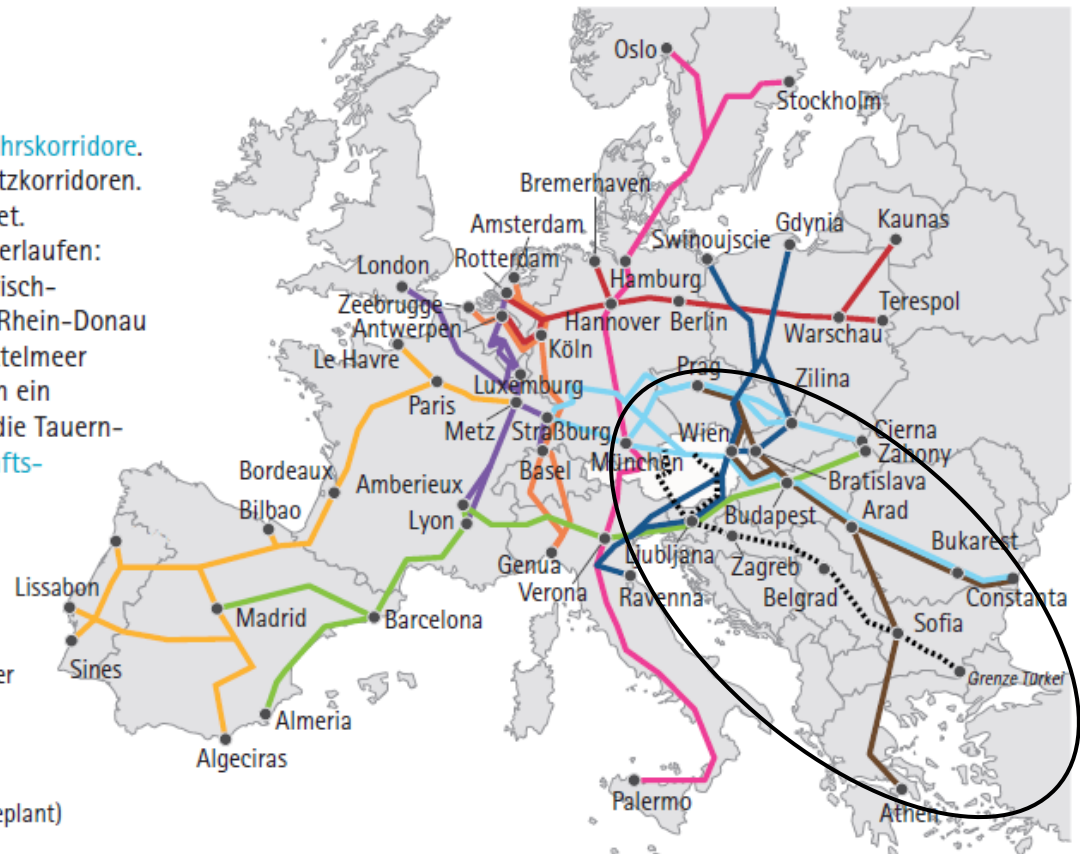 hrskorridore.
tzkorridoren.
et.
erlaufen:
isch-
Rhein-Donau
telmeer
n ein
die Tauern-
fts-
er
eplant)
Oslo
Stockholm
Bremerhaven
Amsterdam
Rotterdam
London
Zeebrugge
Antwerpen
Le Havre
Swinoujscie
Gdynia
Kaunas
Hamburg
Hannover
Berlin
Warschau
Terespol
Köln
Luxemburg
Paris
Metz
Straßburg
Prag
Zilina
Wien
Cierna
Zahony
München
Basel
Bratislava
Bordeaux
Amberieux
Bilbao
Lyon
Budapest
Arad
Genua
Verona
Ljubljana
Ravenna
Zagreb
Belgrad
Bukarest
Constanta
Lissabon
Madrid
Barcelona
Sofia
Sines
Grenze Türkei
Almeria
Algeciras
Palermo
Athen